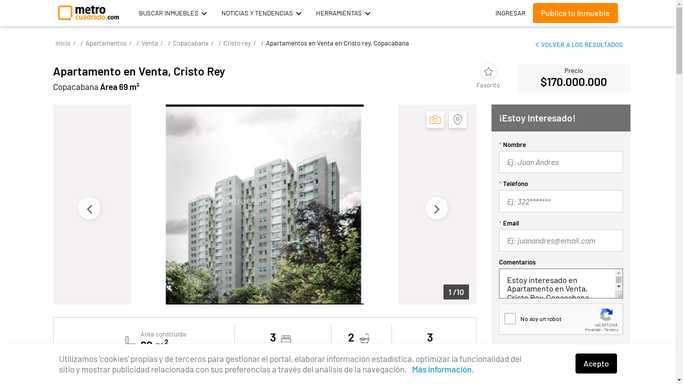 metro
cuadrado.com
BUSCAR INMUEBLES
NOTICIAS Y TENDENCIAS
HERRAMIENTAS
INGRESAR
Publica tu Inmueble
Inicio / / Apartamentos / / Venta / / Copacabana / / Cristo rey / / Apartamentos en Venta en Cristo rey, Copacabana
VOLVER A LOS RESULTADOS
Apartamento en Venta, Cristo Rey
Copacabana Área 69 m²
Favorito
Precio
$170.000.000
1 /10
¡Estoy Interesado!
* Nombre
Ej: Juan Andres
* Telefono
Ej: 322*******
* Email
Ej: juanandres@email.com
Comentarios
Estoy interesado en
Apartamento en Venta,
Cristo Rey, Copacabana
No soy un robot
reCAPTCHA
Privacidad - Términos
Área construida
69 m²
3
2
3
Utilizamos 'cookies' propias y de terceros para gestionar el portal, elaborar información estadística, optimizar la funcionalidad del
sitio y mostrar publicidad relacionada con sus preferencias a través del análisis de la navegación. Más información.
Acepto